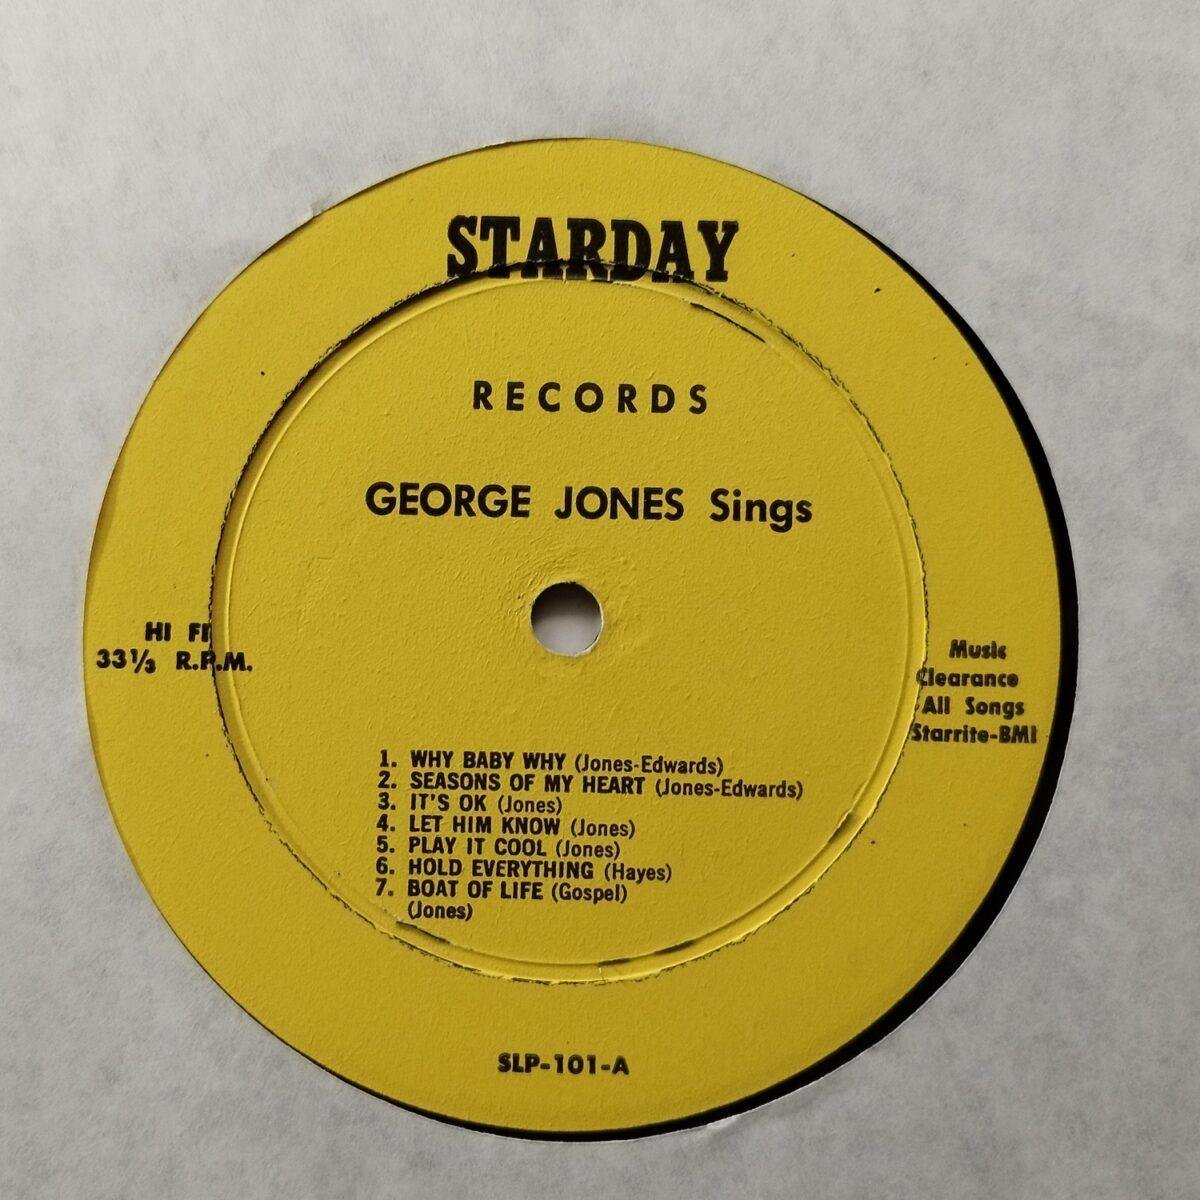 STARDAY
RECORDS
GEORGE JONES Sings
HI FI
33⅓ R.P.M.
Music
Clearance
All Songs
Starrite-BMI
1. WHY BABY WHY (Jones-Edwards)
2. SEASONS OF MY HEART (Jones-Edwards)
3. IT'S OK (Jones)
4. LET HIM KNOW (Jones)
5. PLAY IT COOL (Jones)
6. HOLD EVERYTHING (Hayes)
7. BOAT OF LIFE (Gospel)
(Jones)
SLP-101-A